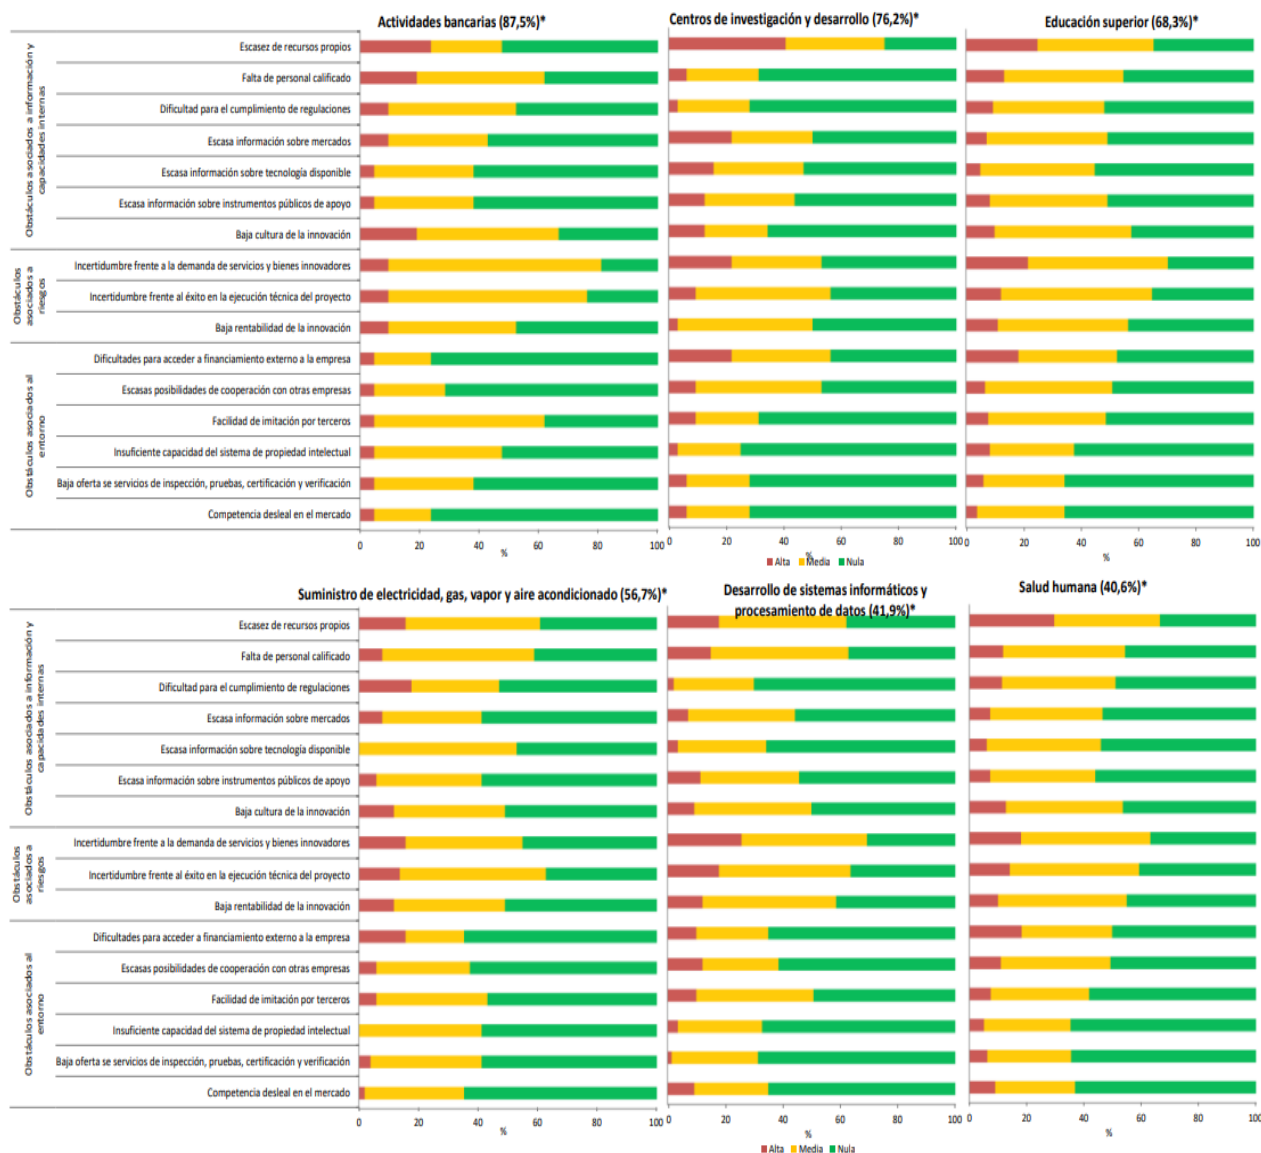 Actividades bancarias (87,5%)*
Centros de investigación y desarrollo (76,2%)*
Educación superior (68,3%)*
Obstáculos asociados a información y
capacidades internas
Escasez de recursos propios
Falta de personal calificado
Dificultad para el cumplimiento de regulaciones
Escasa información sobre mercados
Escasa información sobre tecnología disponible
Escasa información sobre instrumentos públicos de apoyo
Baja cultura de la innovación
Obstáculos
asociados a
riesgos
Incertidumbre frente a la demanda de servicios y bienes innovadores
Incertidumbre frente al éxito en la ejecución técnica del proyecto
Baja rentabilidad de la innovación
Obstáculos asociados al
entorno
Dificultades para acceder a financiamiento externo a la empresa
Escasas posibilidades de cooperación con otras empresas
Facilidad de imitación por terceros
Insuficiente capacidad del sistema de propiedad intelectual
Baja oferta se servicios de inspección, pruebas, certificación y verificación
Competencia desleal en el mercado
0 20 40 60 80 100
%
0 20 40 60 80 100
%
0 20 40 60 80 100
%
Alta Media Nula
Suministro de electricidad, gas, vapor y aire acondicionado (56,7%)*
Desarrollo de sistemas informáticos y
procesamiento de datos (41,9%)*
Salud humana (40,6%)*
Obstáculos asociados a información y
capacidades internas
Escasez de recursos propios
Falta de personal calificado
Dificultad para el cumplimiento de regulaciones
Escasa información sobre mercados
Escasa información sobre tecnología disponible
Escasa información sobre instrumentos públicos de apoyo
Baja cultura de la innovación
Obstáculos
asociados a
riesgos
Incertidumbre frente a la demanda de servicios y bienes innovadores
Incertidumbre frente al éxito en la ejecución técnica del proyecto
Baja rentabilidad de la innovación
Obstáculos asociados al
entorno
Dificultades para acceder a financiamiento externo a la empresa
Escasas posibilidades de cooperación con otras empresas
Facilidad de imitación por terceros
Insuficiente capacidad del sistema de propiedad intelectual
Baja oferta se servicios de inspección, pruebas, certificación y verificación
Competencia desleal en el mercado
0 20 40 60 80 100
%
0 20 40 60 80 100
%
0 20 40 60 80 100
%
Alta Media Nula